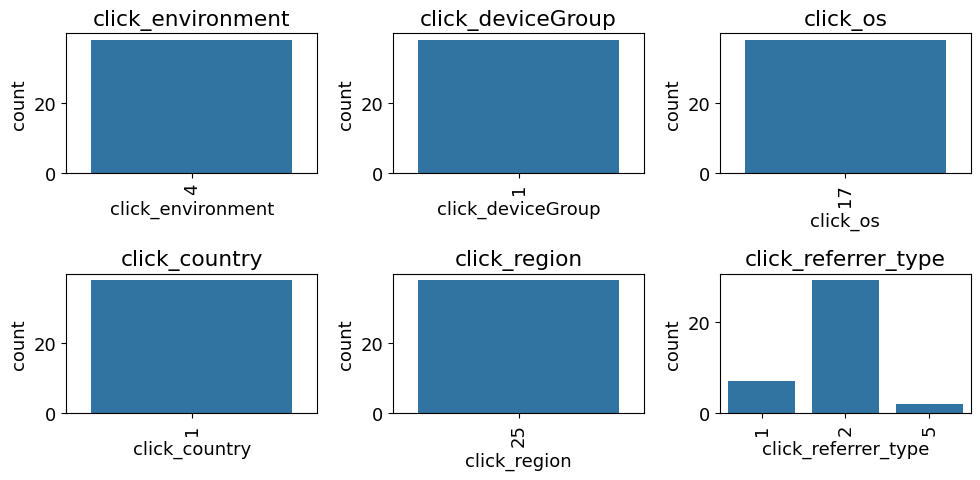 click_environment
count
20
0
4
click_environment
click_deviceGroup
count
20
0
1
click_deviceGroup
click_os
count
20
0
17
click_os
click_country
count
20
0
1
click_country
click_region
count
20
0
25
click_region
click_referrer_type
count
20
0
1 2 5
click_referrer_type